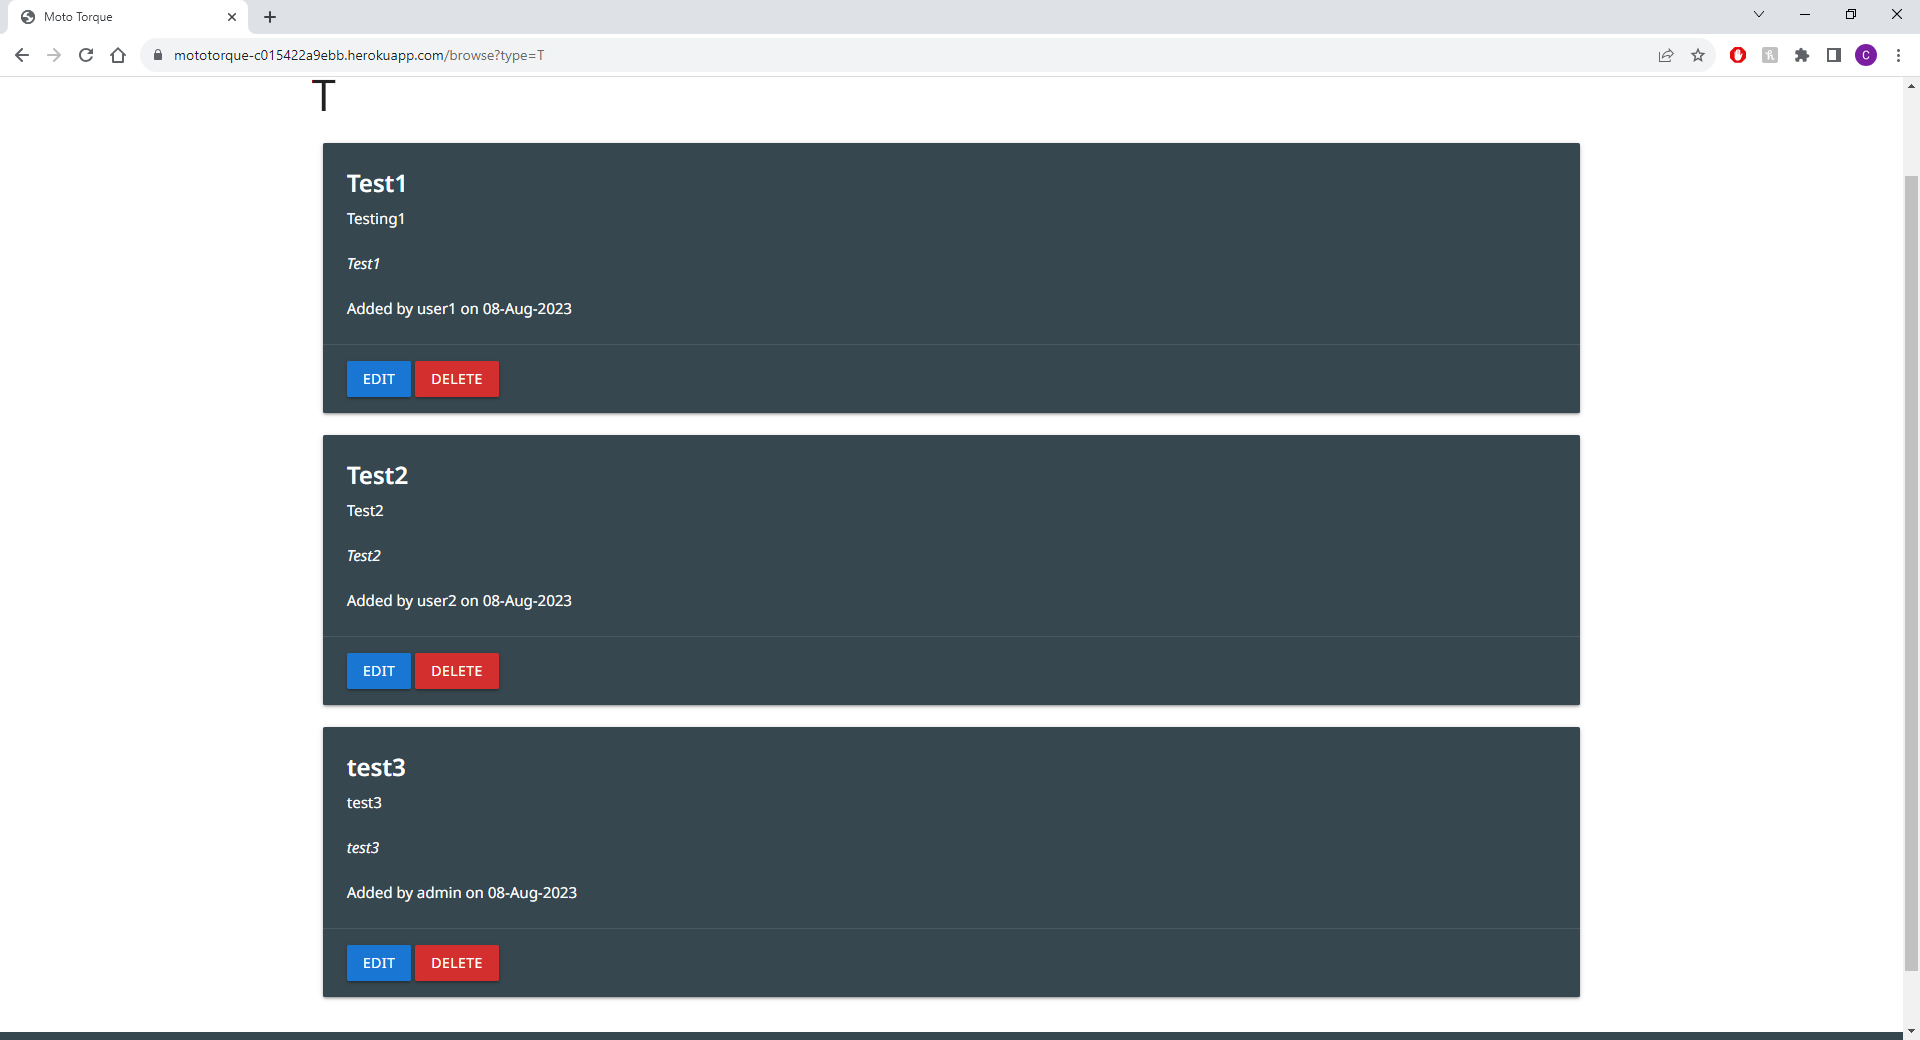 Moto Torque
mototorque-c015422a9ebb.herokuapp.com/browse?type=T
C
T
Test1
Testing1
Test1
Added by user1 on 08-Aug-2023
EDIT DELETE
Test2
Test2
Test2
Added by user2 on 08-Aug-2023
EDIT DELETE
test3
test3
test3
Added by admin on 08-Aug-2023
EDIT DELETE